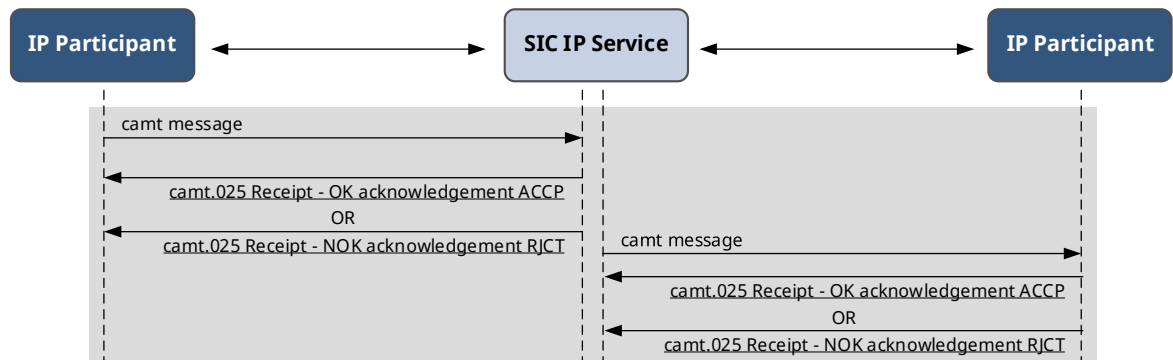 IP Participant
SIC IP Service
IP Participant
camt message
camt.025 Receipt - OK acknowledgement ACCP
OR
camt.025 Receipt - NOK acknowledgement RJCT
camt message
camt.025 Receipt - OK acknowledgement ACCP
OR
camt.025 Receipt - NOK acknowledgement RJCT